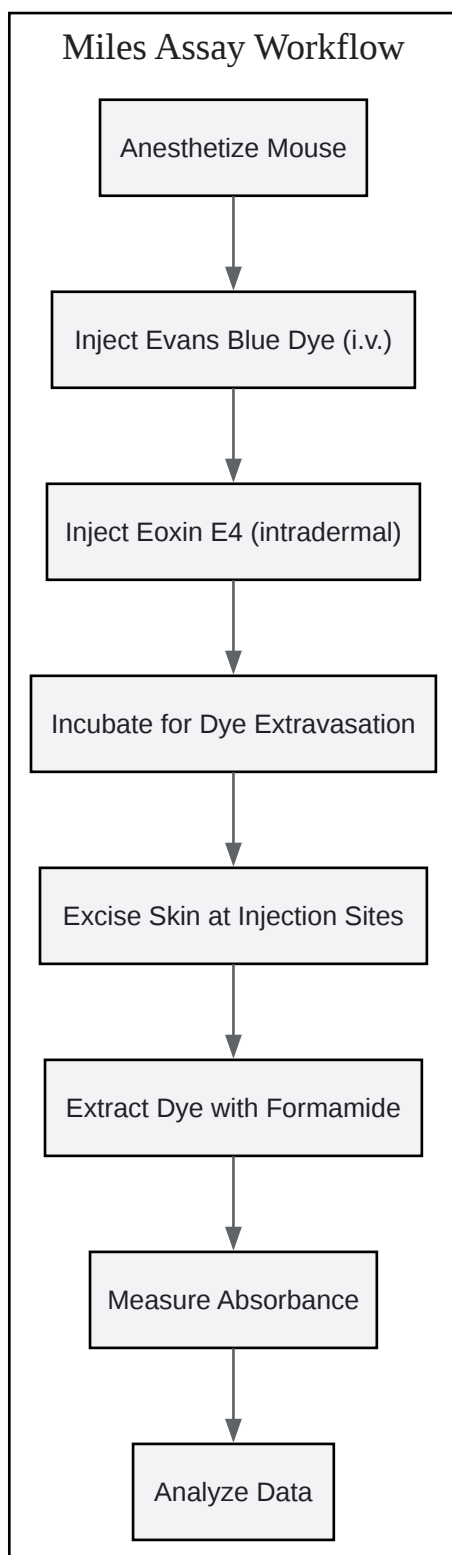 Miles Assay Workflow
Anesthetize Mouse
Inject Evans Blue Dye (i.v.)
Inject Eoxin E4 (intradermal)
Incubate for Dye Extravasation
Excise Skin at Injection Sites
Extract Dye with Formamide
Measure Absorbance
Analyze Data